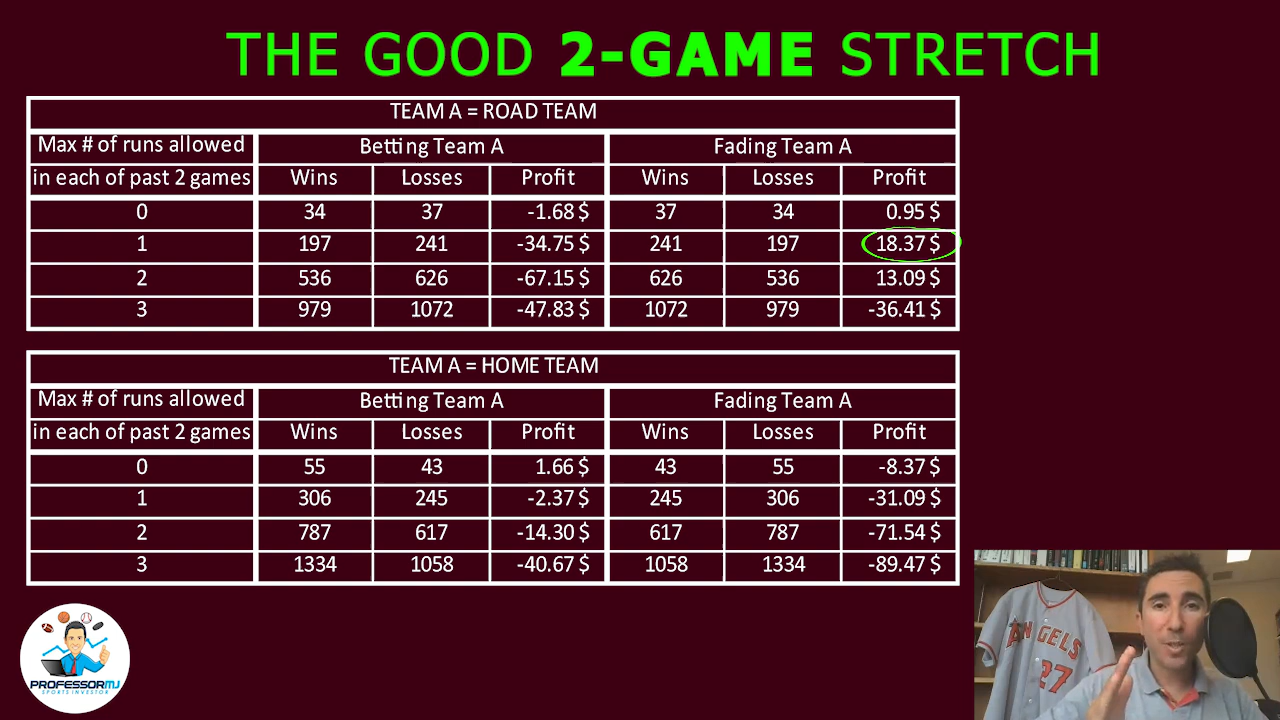 THE GOOD 2-GAME STRETCH
TEAM A = ROAD TEAM
Max # of runs allowed Betting Team A Fading Team A
in each of past 2 games Wins Losses Profit Wins Losses Profit
0 34 37 -1.68 $ 37 34 0.95 $
1 197 241 -34.75 $ 241 197 18.37 $
2 536 626 -67.15 $ 626 536 13.09 $
3 979 1072 -47.83 $ 1072 979 -36.41 $
TEAM A = HOME TEAM
Max # of runs allowed Betting Team A Fading Team A
in each of past 2 games Wins Losses Profit Wins Losses Profit
0 55 43 1.66 $ 43 55 -8.37 $
1 306 245 -2.37 $ 245 306 -31.09 $
2 787 617 -14.30 $ 617 787 -71.54 $
3 1334 1058 -40.67 $ 1058 1334 -89.47 $
ANGELS
27
PROFESSORMJ
SPORTS INVESTOR